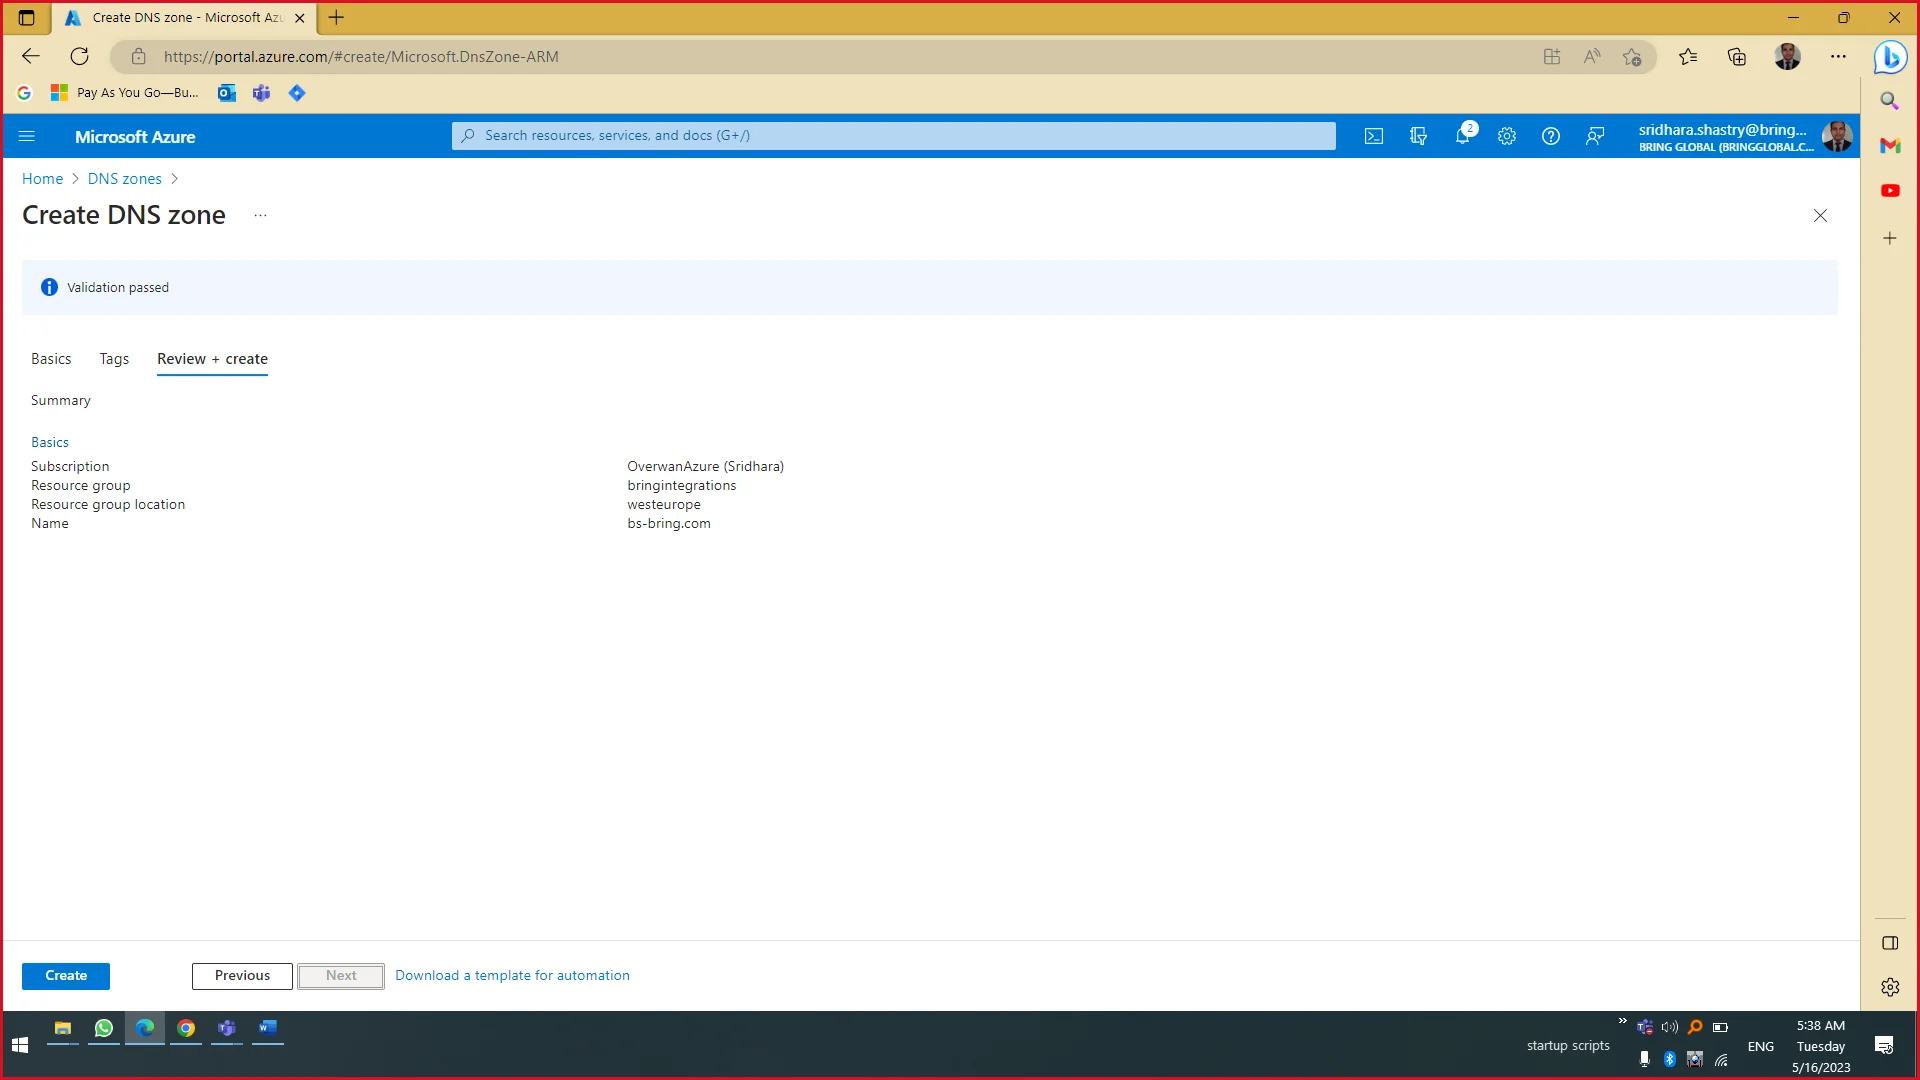 Create DNS zone - Microsoft Azu
https://portal.azure.com/#create/Microsoft.DnsZone-ARM
Pay As You Go—Bu...
Microsoft Azure
Search resources, services, and docs (G+/)
2
sridhara.shastry@bring...
BRING GLOBAL (BRINGGLOBAL.C...
Home > DNS zones >
Create DNS zone ...
Validation passed
Basics Tags Review + create
Summary
Basics
Subscription OverwanAzure (Sridhara)
Resource group bringintegrations
Resource group location westeurope
Name bs-bring.com
Create Previous Next Download a template for automation
startup scripts
ENG
5:38 AM
Tuesday
5/16/2023